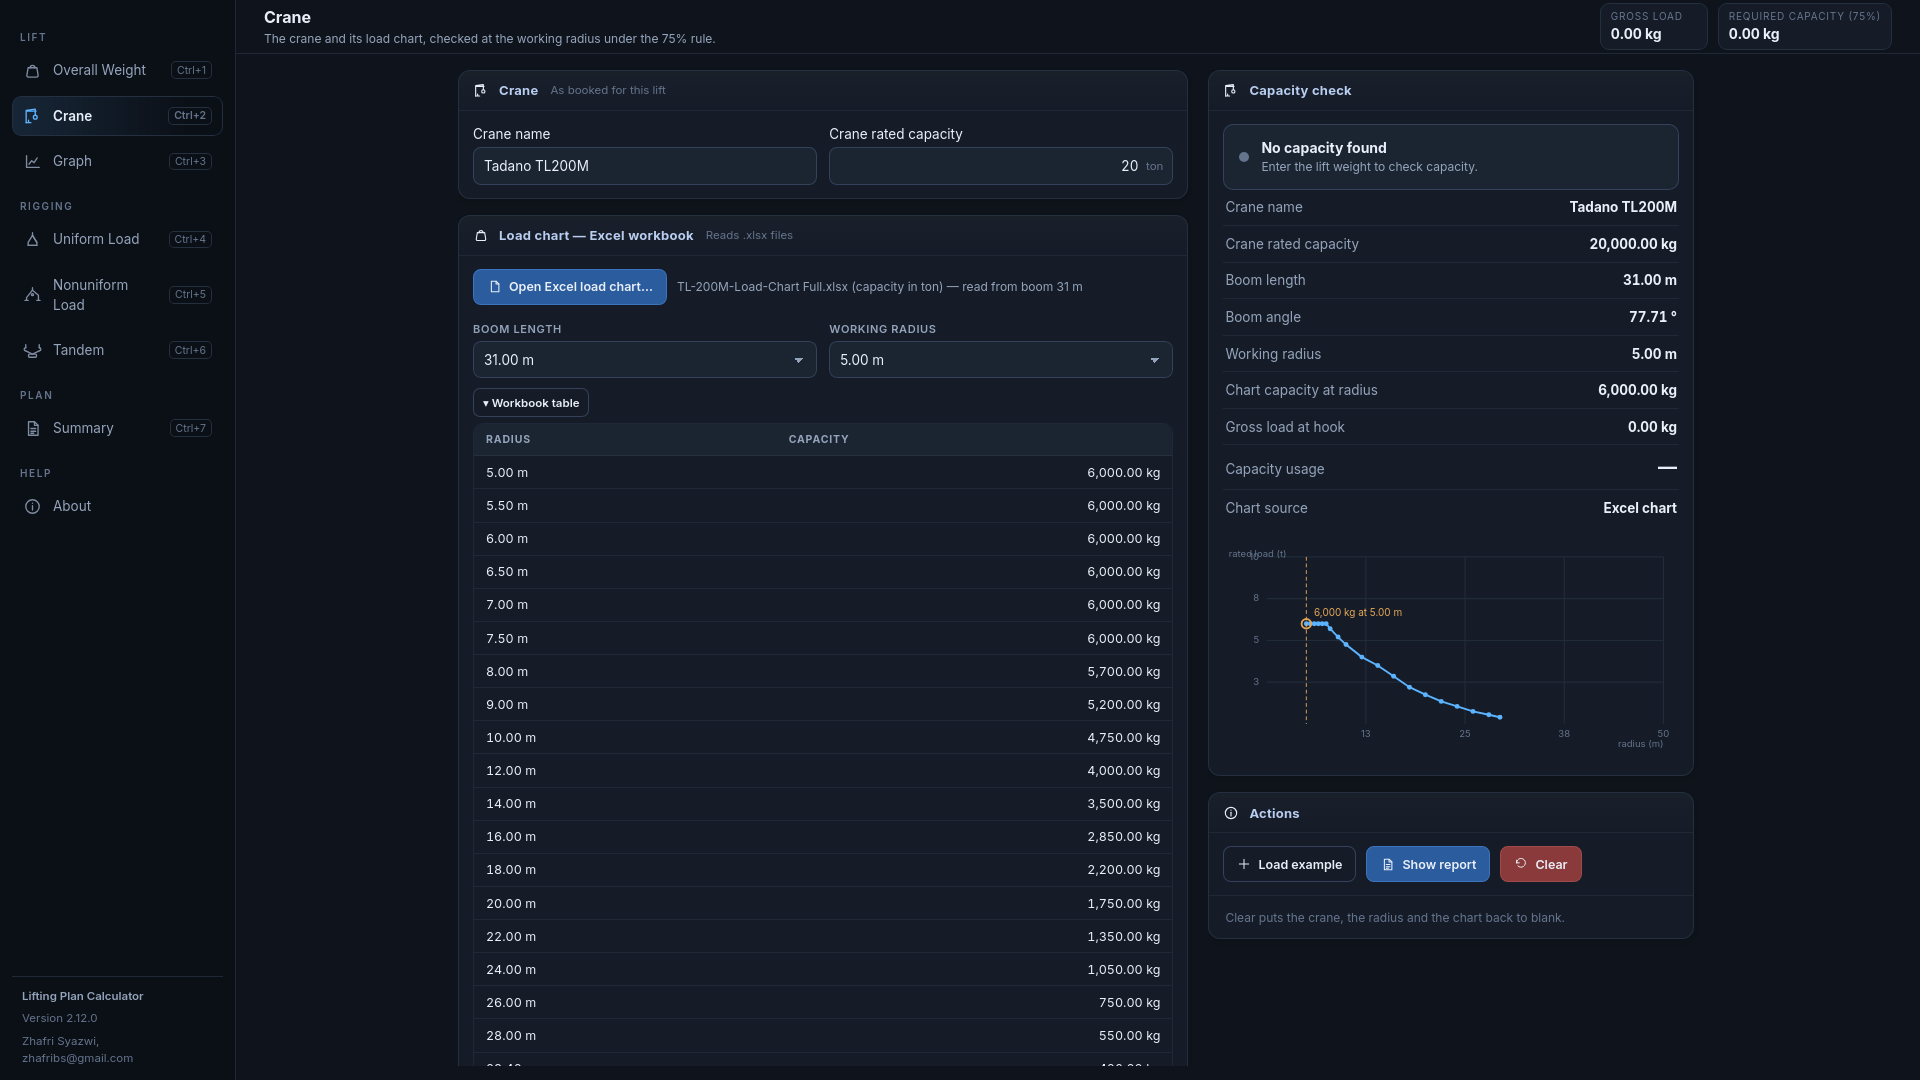 LIFT
Overall Weight Ctrl+1
Crane Ctrl+2
Graph Ctrl+3
RIGGING
Uniform Load Ctrl+4
Nonuniform
Load Ctrl+5
Tandem Ctrl+6
PLAN
Summary Ctrl+7
HELP
About
Lifting Plan Calculator
Version 2.12.0
Zhafri Syazwi,
zhafribs@gmail.com
Crane
The crane and its load chart, checked at the working radius under the 75% rule.
GROSS LOAD
0.00 kg
REQUIRED CAPACITY (75%)
0.00 kg
Crane As booked for this lift
Crane name
Tadano TL200M
Crane rated capacity
20 ton
Load chart — Excel workbook Reads .xlsx files
Open Excel load chart... TL-200M-Load-Chart Full.xlsx (capacity in ton) — read from boom 31 m
BOOM LENGTH
31.00 m
WORKING RADIUS
5.00 m
▾ Workbook table
RADIUS CAPACITY
5.00 m 6,000.00 kg
5.50 m 6,000.00 kg
6.00 m 6,000.00 kg
6.50 m 6,000.00 kg
7.00 m 6,000.00 kg
7.50 m 6,000.00 kg
8.00 m 5,700.00 kg
9.00 m 5,200.00 kg
10.00 m 4,750.00 kg
12.00 m 4,000.00 kg
14.00 m 3,500.00 kg
16.00 m 2,850.00 kg
18.00 m 2,200.00 kg
20.00 m 1,750.00 kg
22.00 m 1,350.00 kg
24.00 m 1,050.00 kg
26.00 m 750.00 kg
28.00 m 550.00 kg
Capacity check
No capacity found
Enter the lift weight to check capacity.
Crane name Tadano TL200M
Crane rated capacity 20,000.00 kg
Boom length 31.00 m
Boom angle 77.71 °
Working radius 5.00 m
Chart capacity at radius 6,000.00 kg
Gross load at hook 0.00 kg
Capacity usage —
Chart source Excel chart
rated load (t)
10
8
6,000 kg at 5.00 m
5
3
13 25 38 50
radius (m)
Actions
Load example Show report Clear
Clear puts the crane, the radius and the chart back to blank.